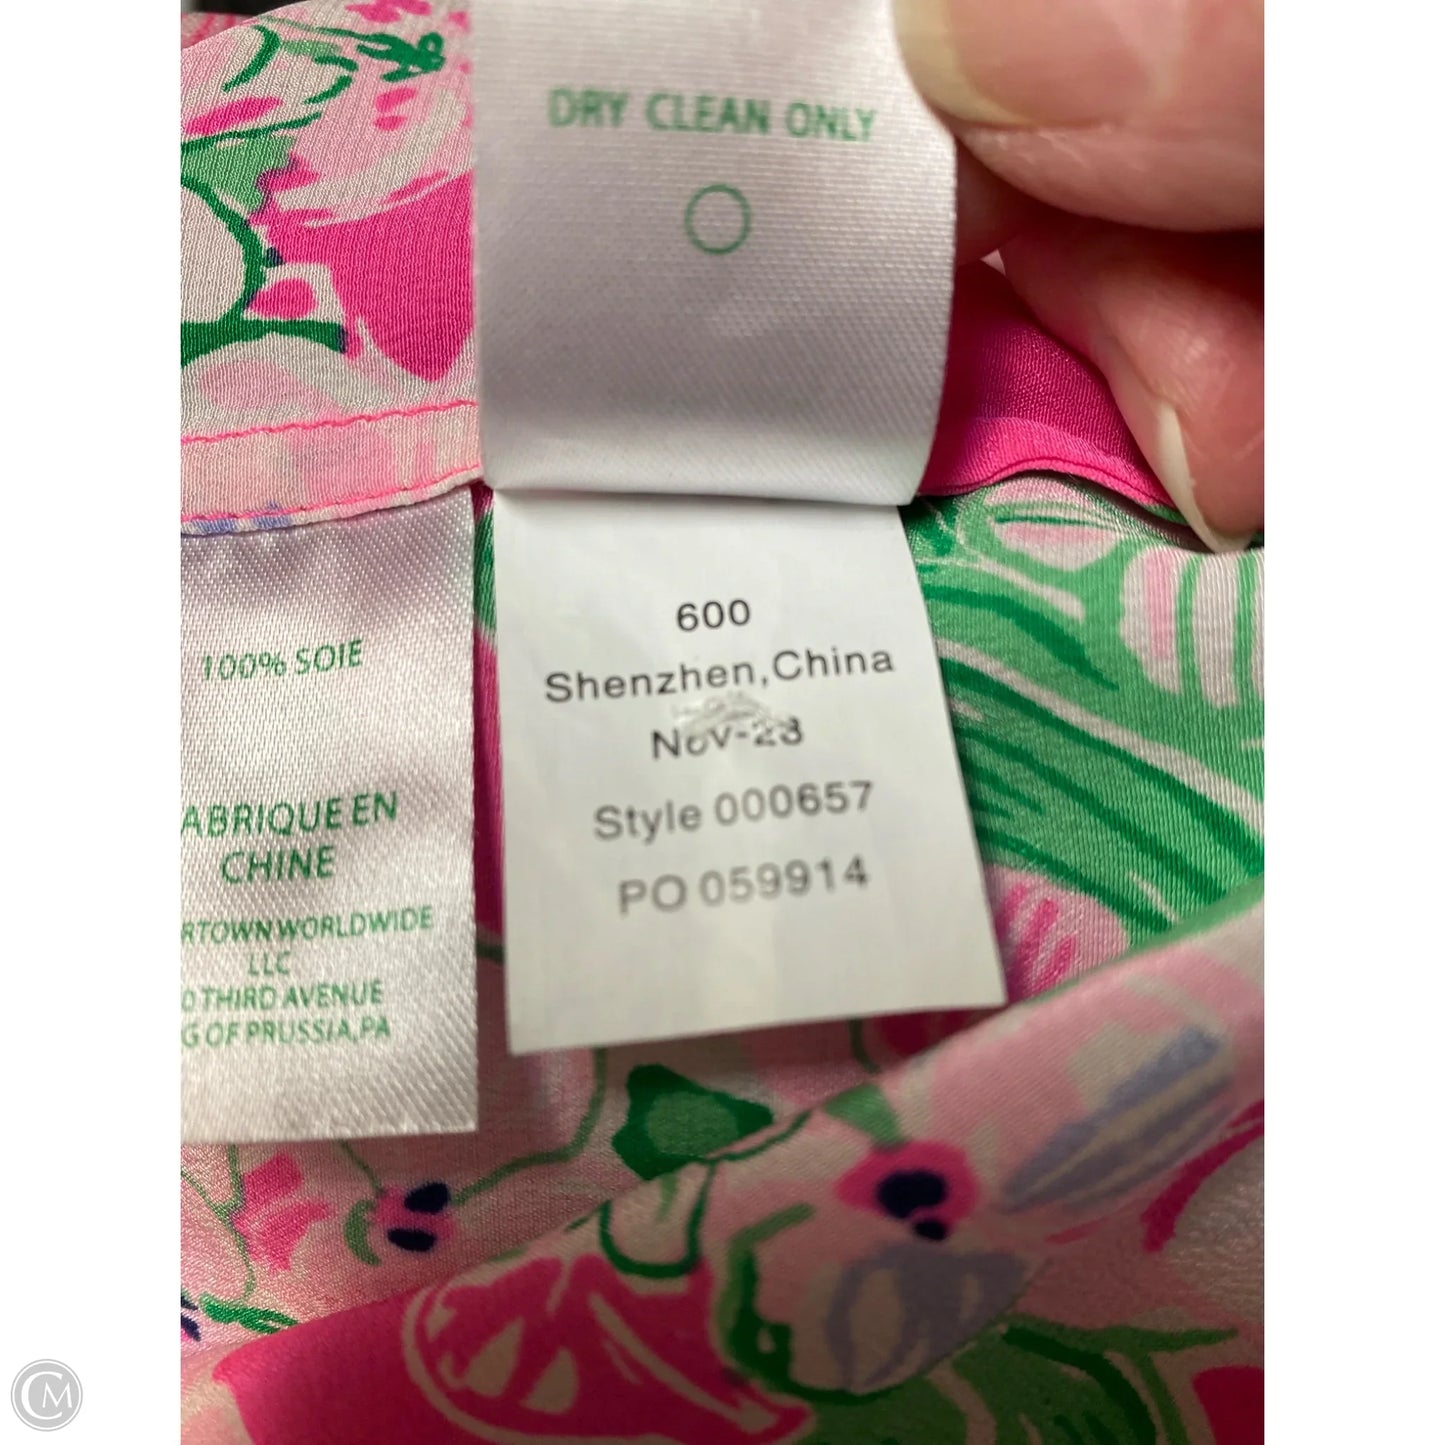 DRY CLEAN ONLY
600
Shenzhen,China
Nov-23
Style 000657
PO 059914
100% SOIE
ABRIQUE EN
CHINE
RTOWN WORLDWIDE
LLC
0 THIRD AVENUE
G OF PRUSSIA,PA
CM